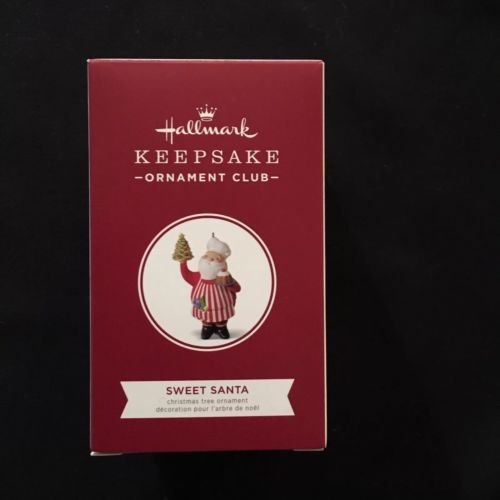 Hallmark
KEEPSAKE
–ORNAMENT CLUB–
SWEET SANTA
christmas tree ornament
décoration pour l'arbre de noël